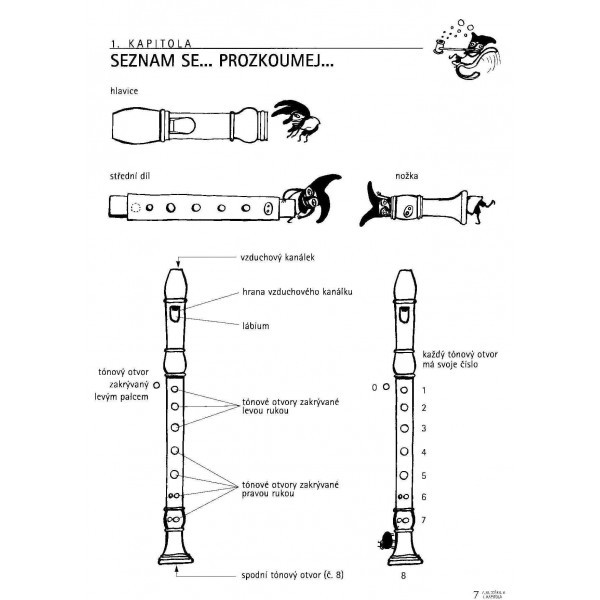 1. KAPITOLA
SEZNAM SE... PROZKOUMEJ...
hlavice
střední díl
nožka
vzduchový kanálek
hrana vzduchového kanálku
lábium
tónový otvor
zakrývaný
levým palcem
tónové otvory zakrývané
levou rukou
tónové otvory zakrývané
pravou rukou
spodní tónový otvor (č. 8)
každý tónový otvor
má svoje číslo
0
1
2
3
4
5
6
7
8
7
1. KAPITOLA